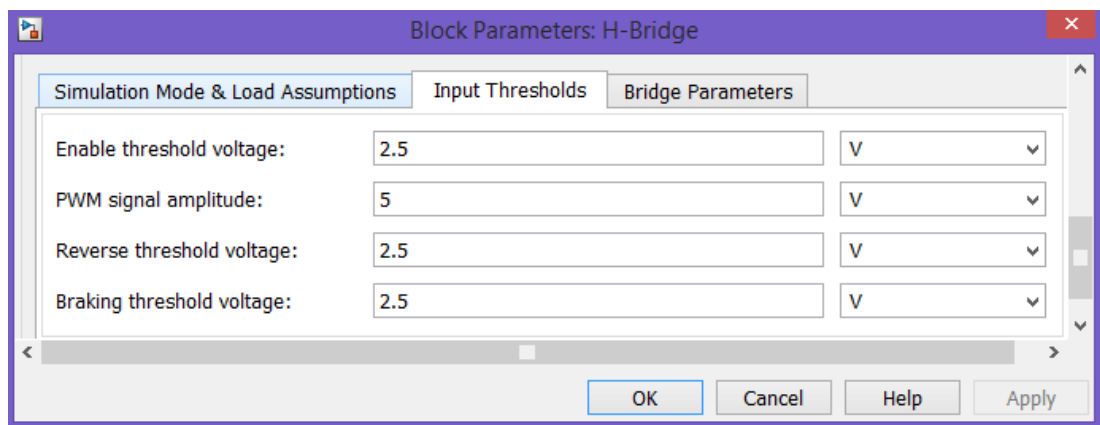 Block Parameters: H-Bridge
Simulation Mode & Load Assumptions Input Thresholds Bridge Parameters
Enable threshold voltage: 2.5 V
PWM signal amplitude: 5 V
Reverse threshold voltage: 2.5 V
Braking threshold voltage: 2.5 V
OK Cancel Help Apply